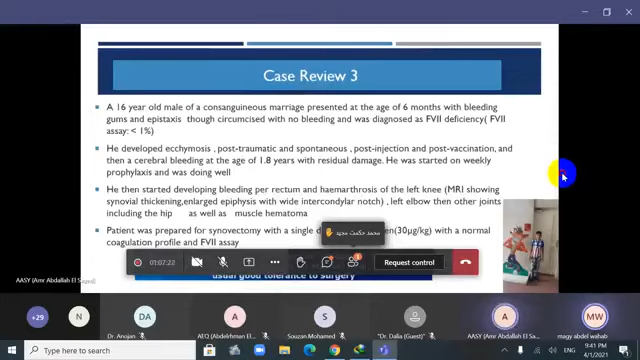 Case Review 3
A 16 year old male of a consanguineous marriage presented at the age of 6 months with bleeding
gums and epistaxis though circumcised with no bleeding and was diagnosed as FVII deficiency( FVII
assay: < 1%)
He developed ecchymosis , post-traumatic and spontaneous , post-injection and post-vaccination, and
then a cerebral bleeding at the age of 1.8 years with residual damage. He was started on weekly
prophylaxis and was doing well
He then started developing bleeding per rectum and haemarthrosis of the left knee (MRI showing
synovial thickening,enlarged epiphysis with wide intercondylar notch) , left elbow then other joints
including the hip as well as muscle hematoma
محمد حكمت مجيد
Patient was prepared for synovectomy with a single (30µg/kg) with a normal
coagulation profile and FVII assay
01:07:22
1
Request control
usual good tolerance to surgery
AASY (Amr Abdallah El Sayed)
+29
N
DA
A
S
A
MW
Dr. Anojan
AEQ (Abdelrhman E
Souzan Mohamed
"Dr. Dalia (Guest)"
AASY (Amr Abdallah El Sa
magy abdel wahab
Type here to search
ENG
9:41 PM
4/1/2021